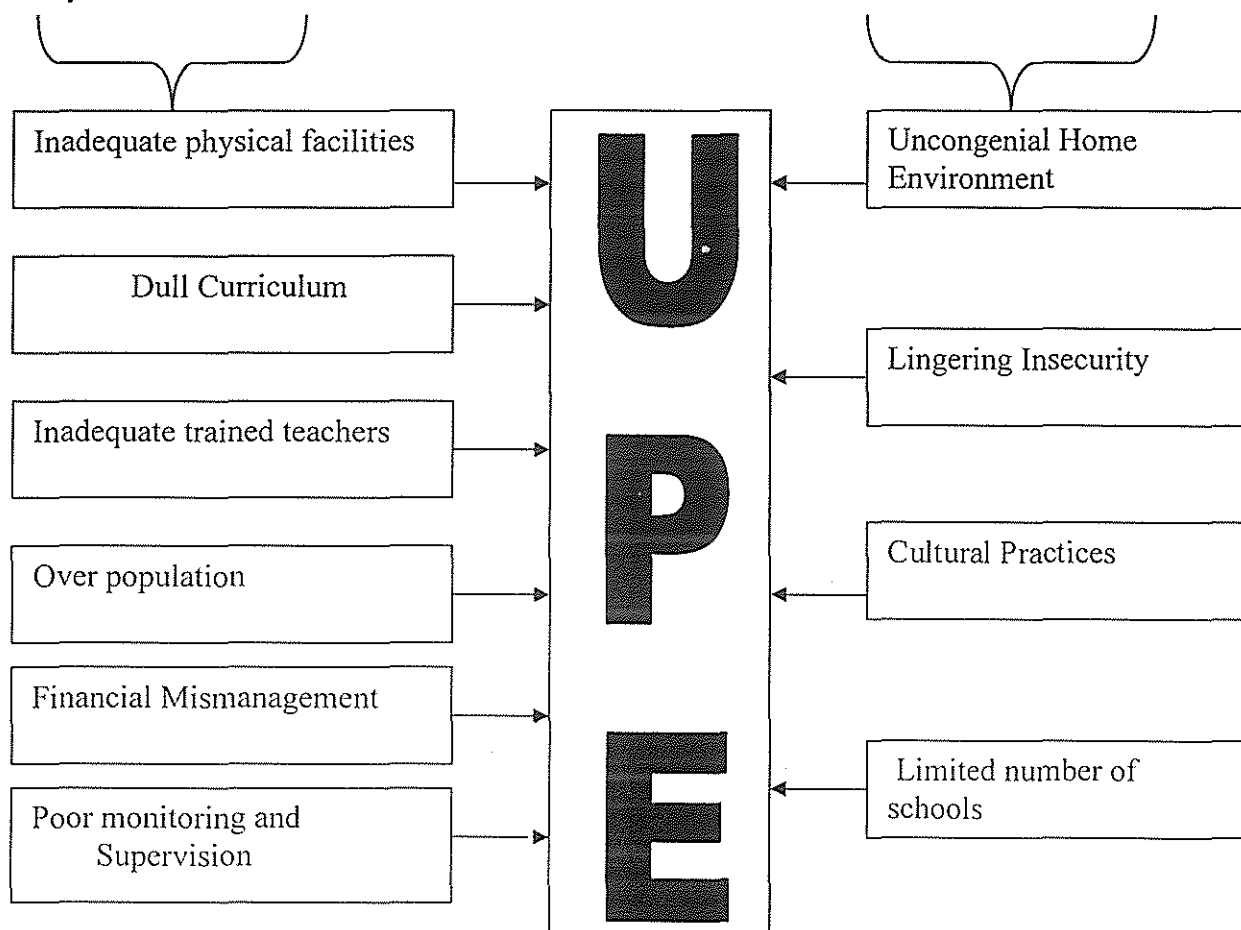 Inadequate physical facilities
Dull Curriculum
Inadequate trained teachers
Over population
Financial Mismanagement
Poor monitoring and
Supervision
U
P
E
Uncongenial Home
Environment
Lingering Insecurity
Cultural Practices
Limited number of
schools